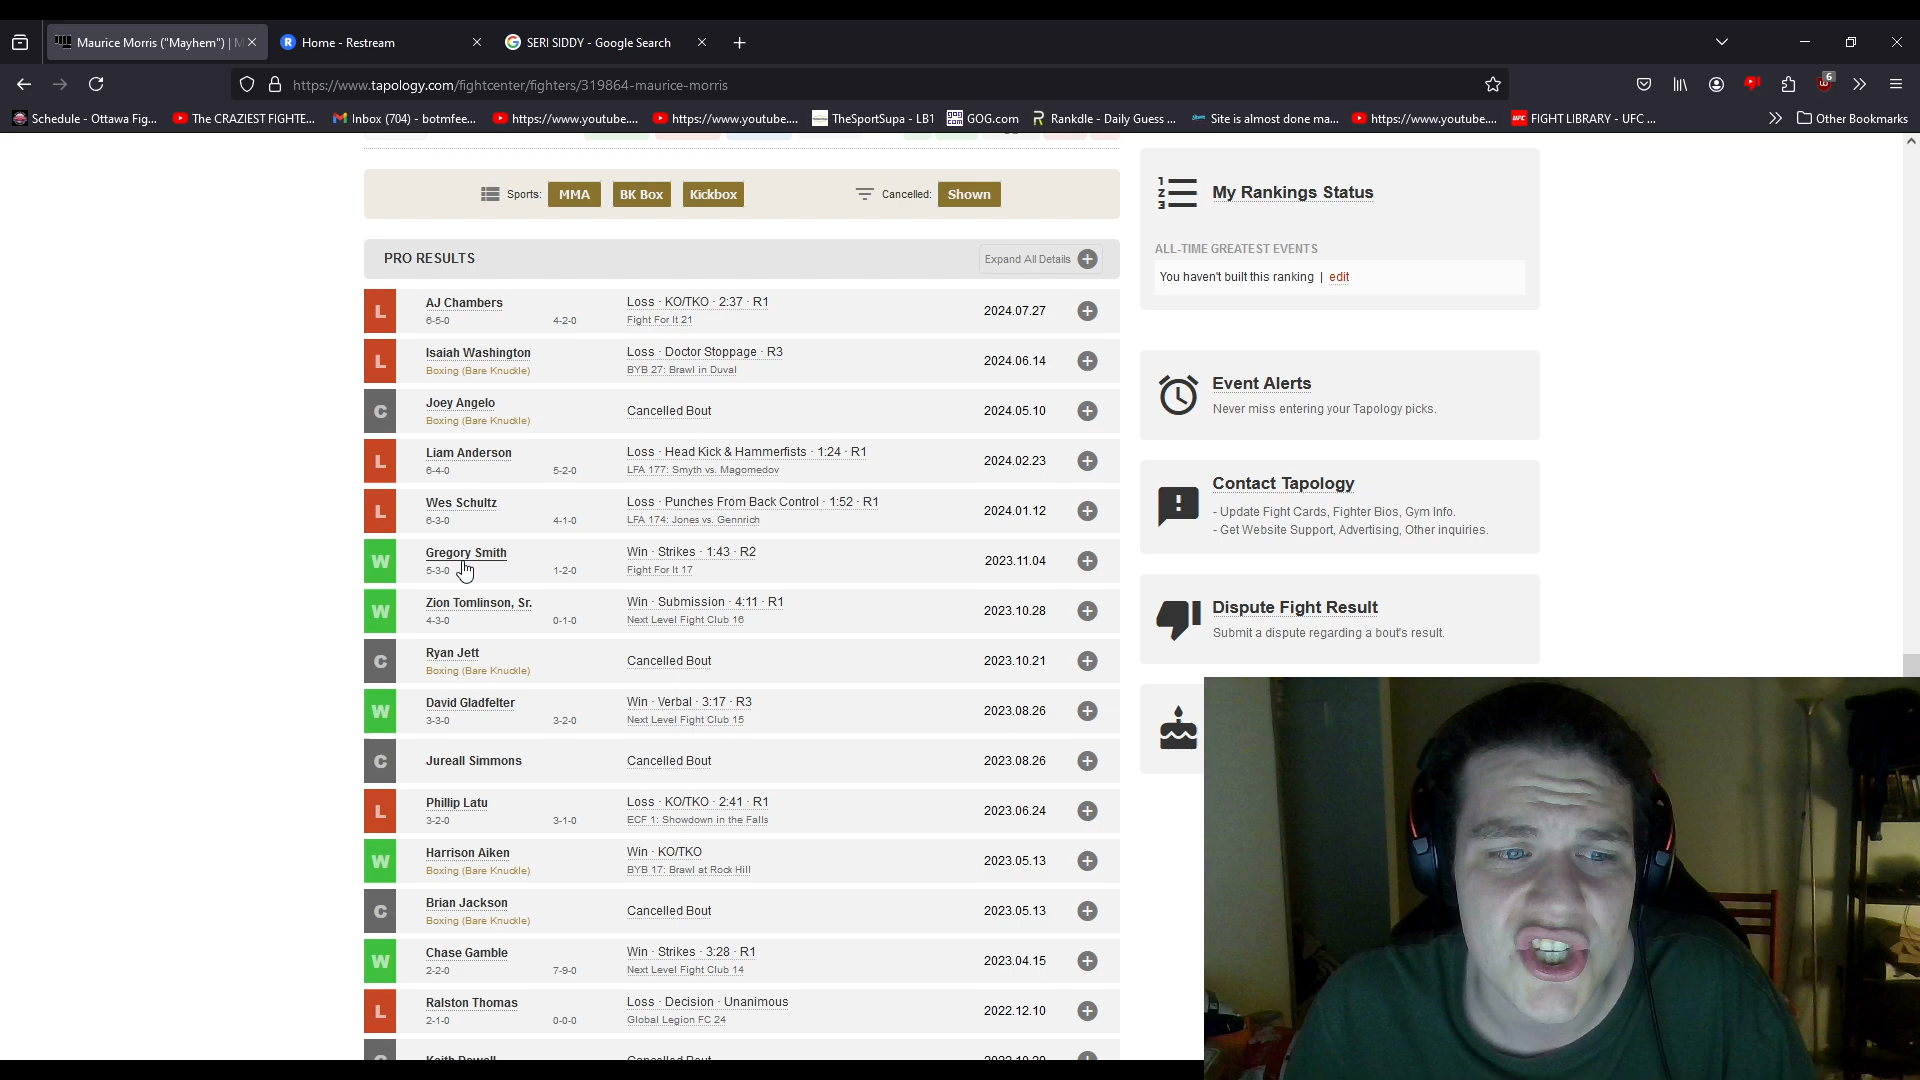 Maurice Morris ("Mayhem") | M
Home - Restream
SERI SIDDY - Google Search
https://www.tapology.com/fightcenter/fighters/319864-maurice-morris
6
Schedule - Ottawa Fig...
The CRAZIEST FIGHTE...
Inbox (704) - botmfee...
https://www.youtube....
https://www.youtube....
TheSportSupa - LB1
GOG.com
Rankdle - Daily Guess ...
Site is almost done ma...
https://www.youtube....
FIGHT LIBRARY - UFC ...
Other Bookmarks
Sports: MMA BK Box Kickbox
Cancelled: Shown
PRO RESULTS
Expand All Details
L AJ Chambers Loss · KO/TKO · 2:37 · R1 2024.07.27
6-5-0 4-2-0 Fight For It 21
L Isaiah Washington Loss · Doctor Stoppage · R3 2024.06.14
Boxing (Bare Knuckle) BYB 27: Brawl in Duval
C Joey Angelo Cancelled Bout 2024.05.10
Boxing (Bare Knuckle)
L Liam Anderson Loss · Head Kick & Hammerfists · 1:24 · R1 2024.02.23
6-4-0 5-2-0 LFA 177: Smyth vs. Magomedov
L Wes Schultz Loss · Punches From Back Control · 1:52 · R1 2024.01.12
6-3-0 4-1-0 LFA 174: Jones vs. Gennrich
W Gregory Smith Win · Strikes · 1:43 · R2 2023.11.04
5-3-0 1-2-0 Fight For It 17
W Zion Tomlinson, Sr. Win · Submission · 4:11 · R1 2023.10.28
4-3-0 0-1-0 Next Level Fight Club 16
C Ryan Jett Cancelled Bout 2023.10.21
Boxing (Bare Knuckle)
W David Gladfelter Win · Verbal · 3:17 · R3 2023.08.26
3-3-0 3-2-0 Next Level Fight Club 15
C Jureall Simmons Cancelled Bout 2023.08.26
L Phillip Latu Loss · KO/TKO · 2:41 · R1 2023.06.24
3-2-0 3-1-0 ECF 1: Showdown in the Falls
W Harrison Aiken Win · KO/TKO 2023.05.13
Boxing (Bare Knuckle) BYB 17: Brawl at Rock Hill
C Brian Jackson Cancelled Bout 2023.05.13
Boxing (Bare Knuckle)
W Chase Gamble Win · Strikes · 3:28 · R1 2023.04.15
2-2-0 7-9-0 Next Level Fight Club 14
L Ralston Thomas Loss · Decision · Unanimous 2022.12.10
2-1-0 0-0-0 Global Legion FC 24
Cancelled Bout
My Rankings Status
ALL-TIME GREATEST EVENTS
You haven't built this ranking | edit
Event Alerts
Never miss entering your Tapology picks.
Contact Tapology
- Update Fight Cards, Fighter Bios, Gym Info.
- Get Website Support, Advertising, Other inquiries.
Dispute Fight Result
Submit a dispute regarding a bout's result.